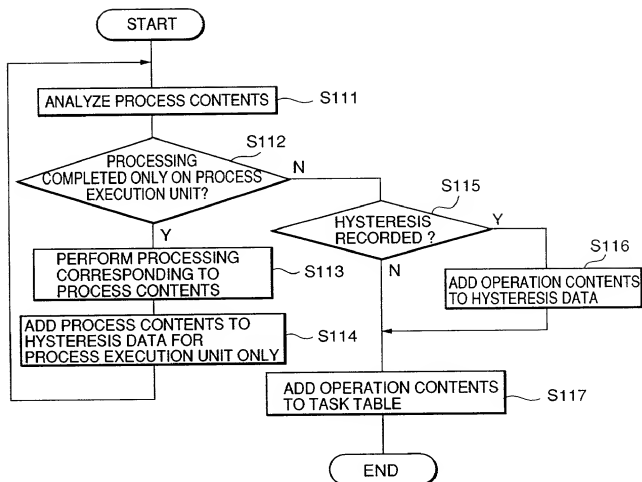 START
ANALYZE PROCESS CONTENTS
S111
S112
PROCESSING
COMPLETED ONLY ON PROCESS
EXECUTION UNIT?
N
Y
S115
HYSTERESIS
RECORDED ?
Y
N
PERFORM PROCESSING
CORRESPONDING TO
PROCESS CONTENTS
S113
S116
ADD OPERATION CONTENTS
TO HYSTERESIS DATA
ADD PROCESS CONTENTS TO
HYSTERESIS DATA FOR
PROCESS EXECUTION UNIT ONLY
S114
ADD OPERATION CONTENTS
TO TASK TABLE
S117
END